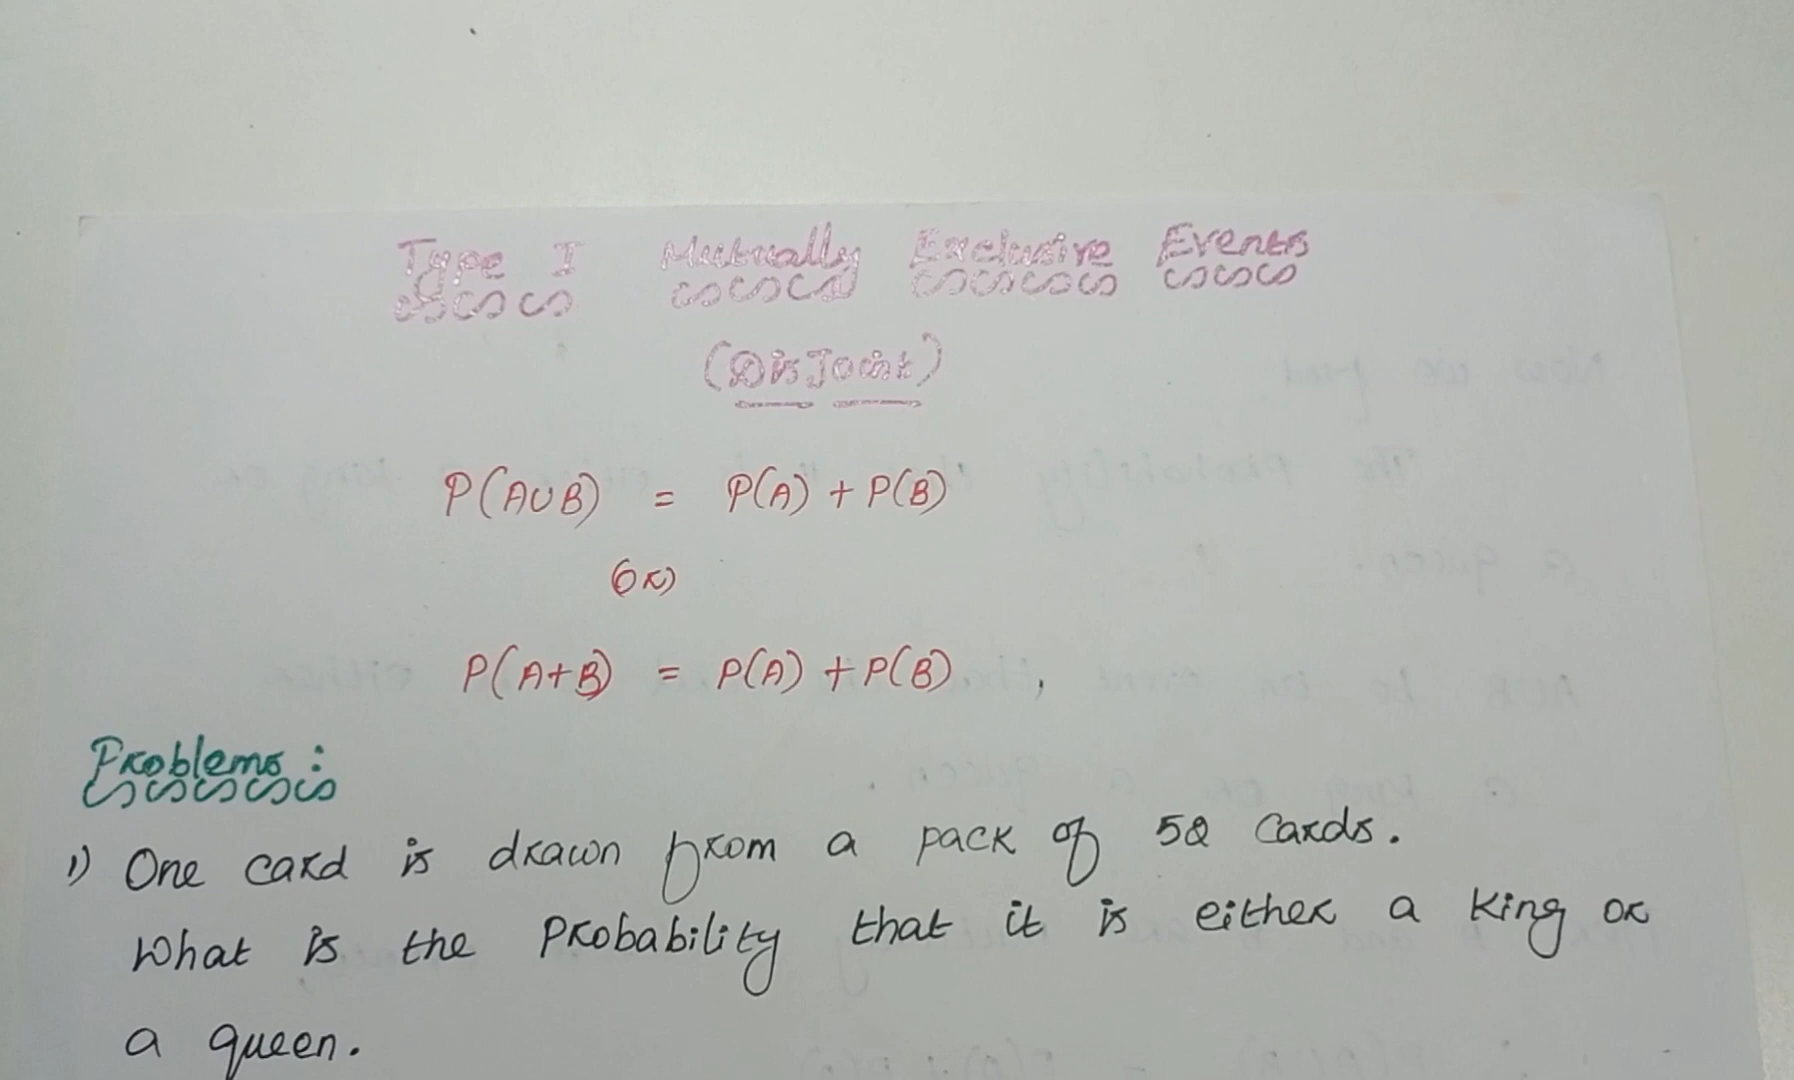 Type I Mutually Exclusive Events
(DisJoint)
P(A∪B) = P(A) + P(B)
(or)
P(A+B) = P(A) + P(B),
Problems:
1) One card is drawn from a pack of 52 Cards.
What is the Probability that it is either a King or
a queen.